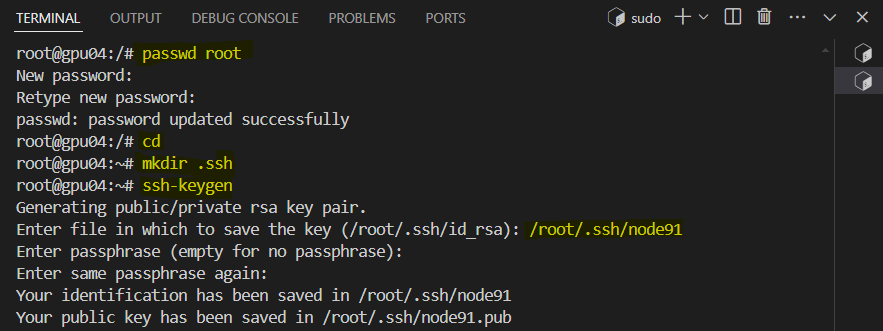 TERMINAL OUTPUT DEBUG CONSOLE PROBLEMS PORTS sudo
root@gpu04:/# passwd root
New password:
Retype new password:
passwd: password updated successfully
root@gpu04:/# cd
root@gpu04:~# mkdir .ssh
root@gpu04:~# ssh-keygen
Generating public/private rsa key pair.
Enter file in which to save the key (/root/.ssh/id_rsa): /root/.ssh/node91
Enter passphrase (empty for no passphrase):
Enter same passphrase again:
Your identification has been saved in /root/.ssh/node91
Your public key has been saved in /root/.ssh/node91.pub